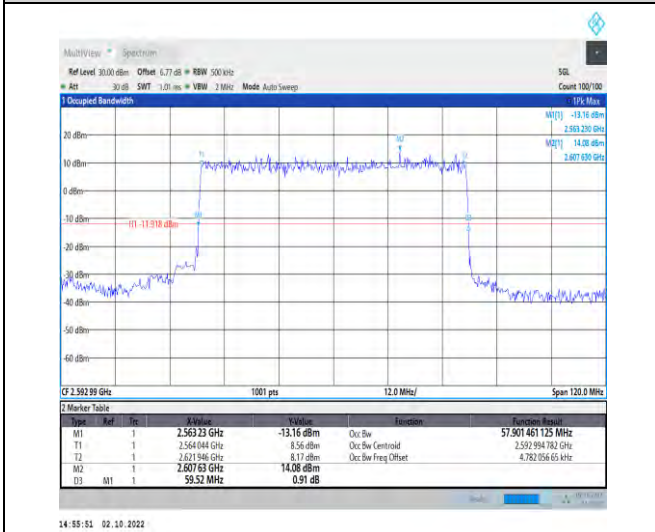 MultiView Spectrum
Ref Level 30.00 dBm Offset 6.77 dB RBW 500 kHz SGL
Att 30 dB SWT 1.01 ms VBW 2 MHz Mode Auto Sweep Count 100/100
1 Occupied Bandwidth 1Pk Max
M1[1] -13.16 dBm
2.563 230 GHz
20 dBm M2[1] 14.08 dBm
M2
2.607 630 GHz
T1
10 dBm
0 dBm
-10 dBm
H1 -11.918 dBm
-20 dBm
-30 dBm
-40 dBm
-50 dBm
-60 dBm
CF 2.592 99 GHz 1001 pts 12.0 MHz/ Span 120.0 MHz
2 Marker Table
Type Ref Trc X-Value Y-Value Function Function Result
M1 1 2.563 23 GHz -13.16 dBm Occ Bw 57.901 461 125 MHz
T1 1 2.564 044 GHz 8.56 dBm Occ Bw Centroid 2.592 994 782 GHz
T2 1 2.621 946 GHz 8.17 dBm Occ Bw Freq Offset 4.782 056 65 kHz
M2 1 2.607 63 GHz 14.08 dBm
D3 M1 1 59.52 MHz 0.91 dB
14:55:51 02.10.2022